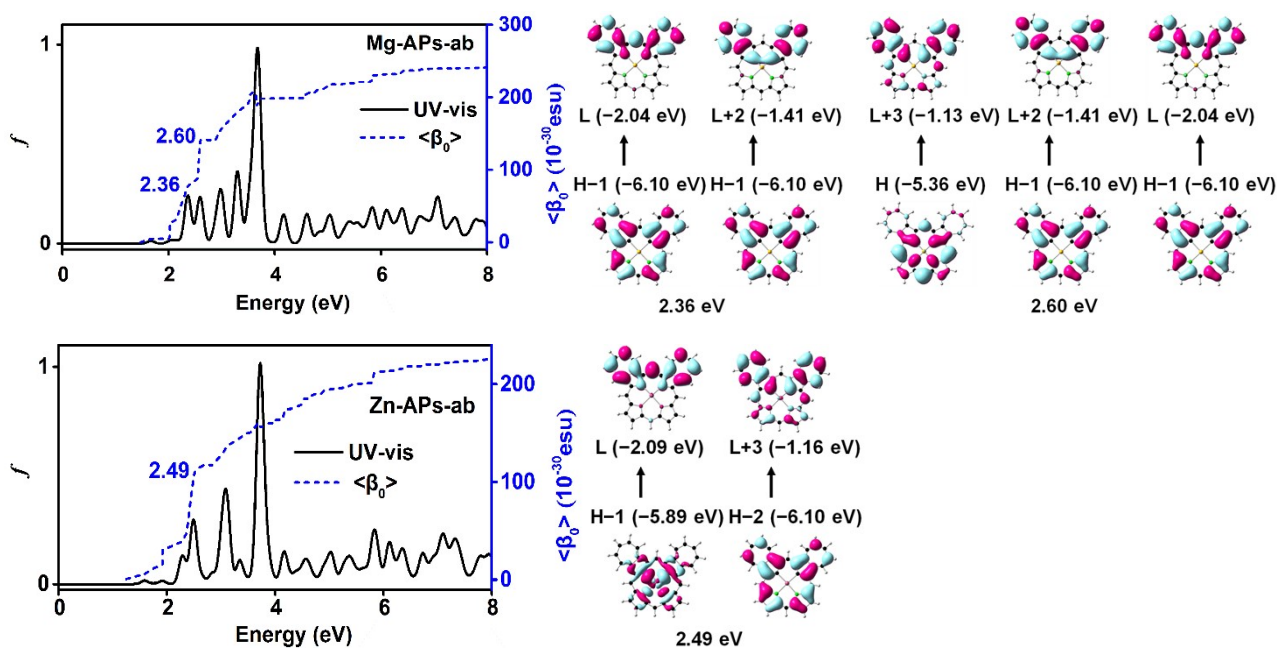 Mg-APs-ab
UV-vis
<β₀>
2.60
2.36
1
0
f
300
200
100
0
<β₀> (10⁻³⁰esu)
0 2 4 6 8
Energy (eV)
L (−2.04 eV) L+2 (−1.41 eV) L+3 (−1.13 eV) L+2 (−1.41 eV) L (−2.04 eV)
H−1 (−6.10 eV) H−1 (−6.10 eV) H (−5.36 eV) H−1 (−6.10 eV) H−1 (−6.10 eV)
2.36 eV 2.60 eV
Zn-APs-ab
UV-vis
<β₀>
2.49
1
0
f
200
100
0
<β₀> (10⁻³⁰esu)
0 2 4 6 8
Energy (eV)
L (−2.09 eV) L+3 (−1.16 eV)
H−1 (−5.89 eV) H−2 (−6.10 eV)
2.49 eV